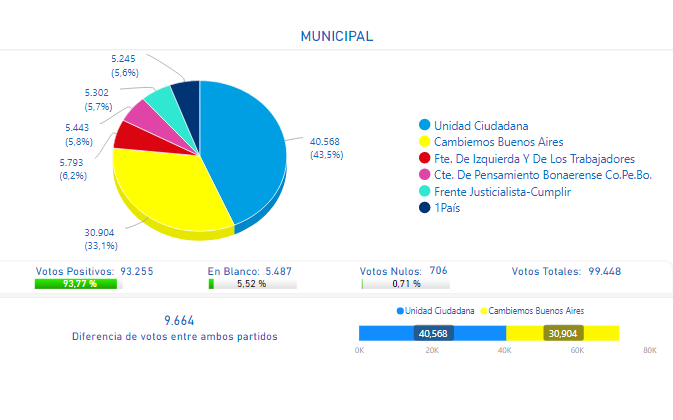 MUNICIPAL
5.245
(5,6%)
5.302
(5,7%)
5.443
(5,8%)
5.793
(6,2%)
30.904
(33,1%)
40.568
(43,5%)
Unidad Ciudadana
Cambiemos Buenos Aires
Fte. De Izquierda Y De Los Trabajadores
Cte. De Pensamiento Bonaerense Co.Pe.Bo.
Frente Justicialista-Cumplir
1País
Votos Positivos: 93.255
93,77 %
En Blanco: 5.487
5,52 %
Votos Nulos: 706
0,71 %
Votos Totales: 99.448
9.664
Diferencia de votos entre ambos partidos
Unidad Ciudadana Cambiemos Buenos Aires
40,568 30,904
0K 20K 40K 60K 80K